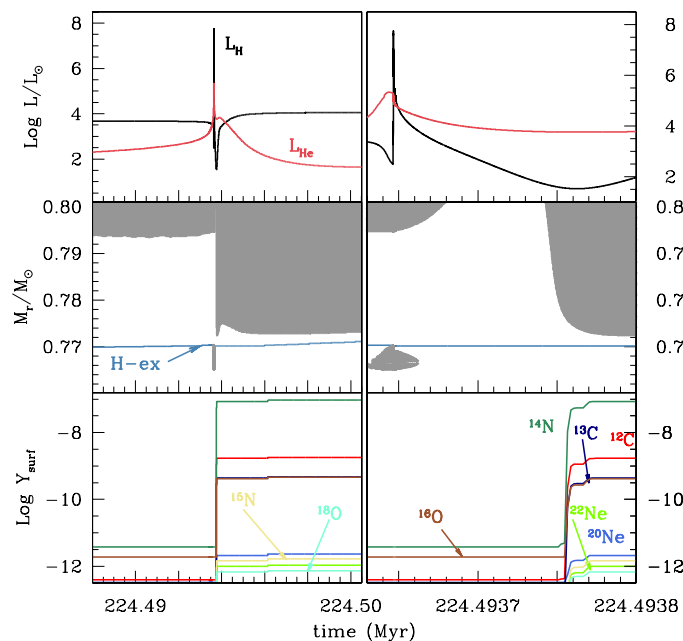 Log L/L⊙
8
6
4
2
L_H
L_He
8
6
4
2
M_r/M⊙
0.80
0.79
0.78
0.77
H-ex
0.80
0.7
0.7
0.7
Log Y_surf
-8
-10
-12
¹⁵N
¹⁸O
¹⁴N
¹³C
¹²C
¹⁶O
²²Ne
²⁰Ne
-8
-10
-12
224.49
224.50
224.4937
224.4938
time (Myr)